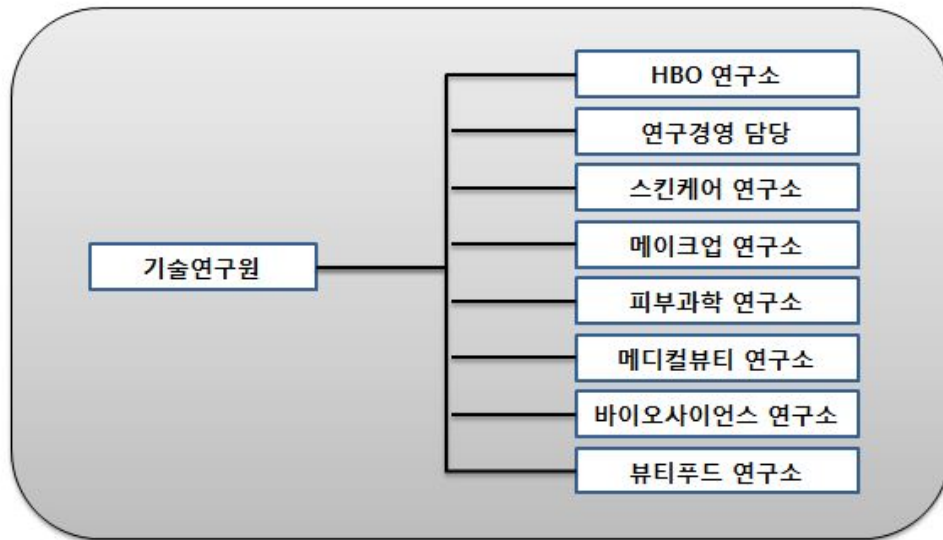 HBO 연구소
연구경영 담당
스킨케어 연구소
메이크업 연구소
기술연구원
피부과학 연구소
메디컬뷰티 연구소
바이오사이언스 연구소
뷰티푸드 연구소